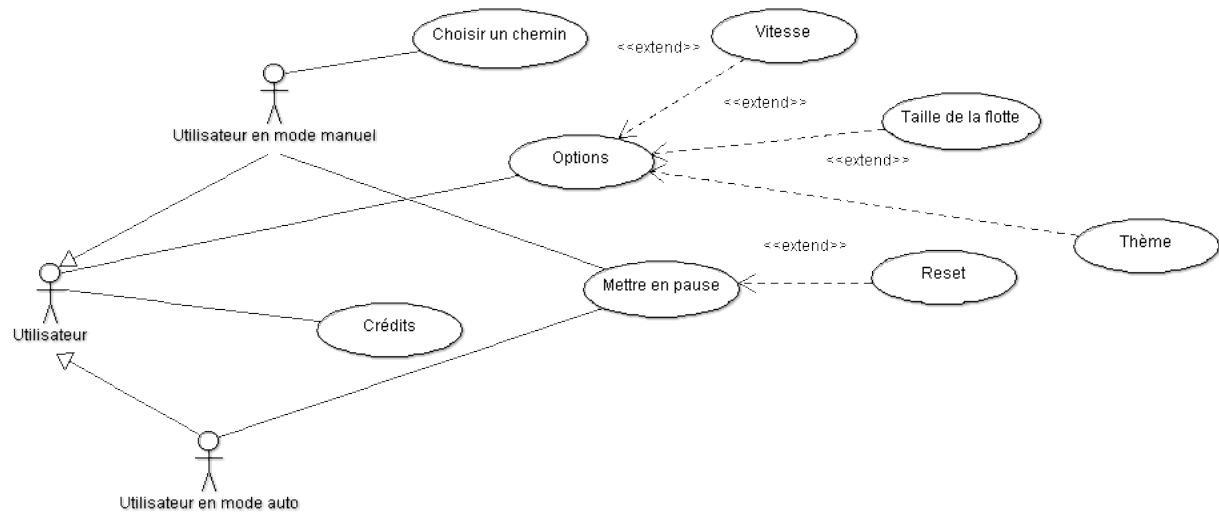 Choisir un chemin
Vitesse
<<extend>>
<<extend>>
Taille de la flotte
Utilisateur en mode manuel
Options
<<extend>>
Thème
<<extend>>
Reset
Mettre en pause
Utilisateur
Crédits
Utilisateur en mode auto